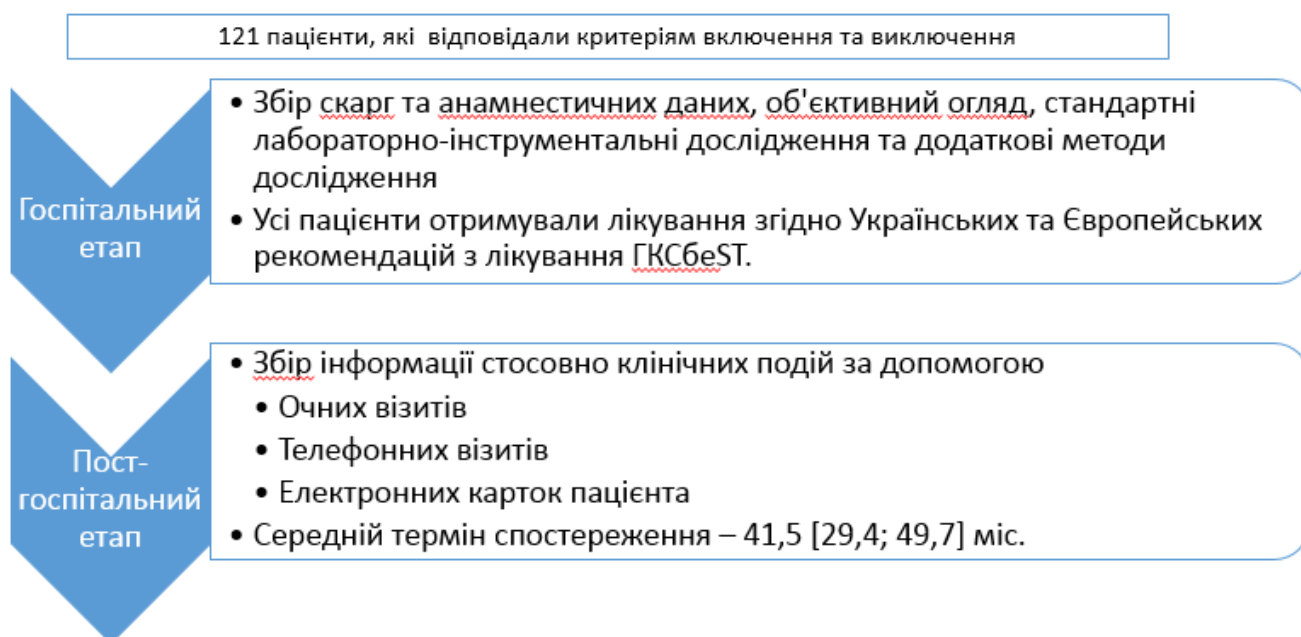 121 пацієнти, які  відповідали критеріям включення та виключення
Госпітальний
етап
• Збір скарг та анамнестичних даних, об'єктивний огляд, стандартні
лабораторно-інструментальні дослідження та додаткові методи
дослідження
• Усі пацієнти отримували лікування згідно Українських та Європейських
рекомендацій з лікування ГКСбеST.
Пост-
госпітальний
етап
• Збір інформації стосовно клінічних подій за допомогою
• Очних візитів
• Телефонних візитів
• Електронних карток пацієнта
• Середній термін спостереження – 41,5 [29,4; 49,7] міс.